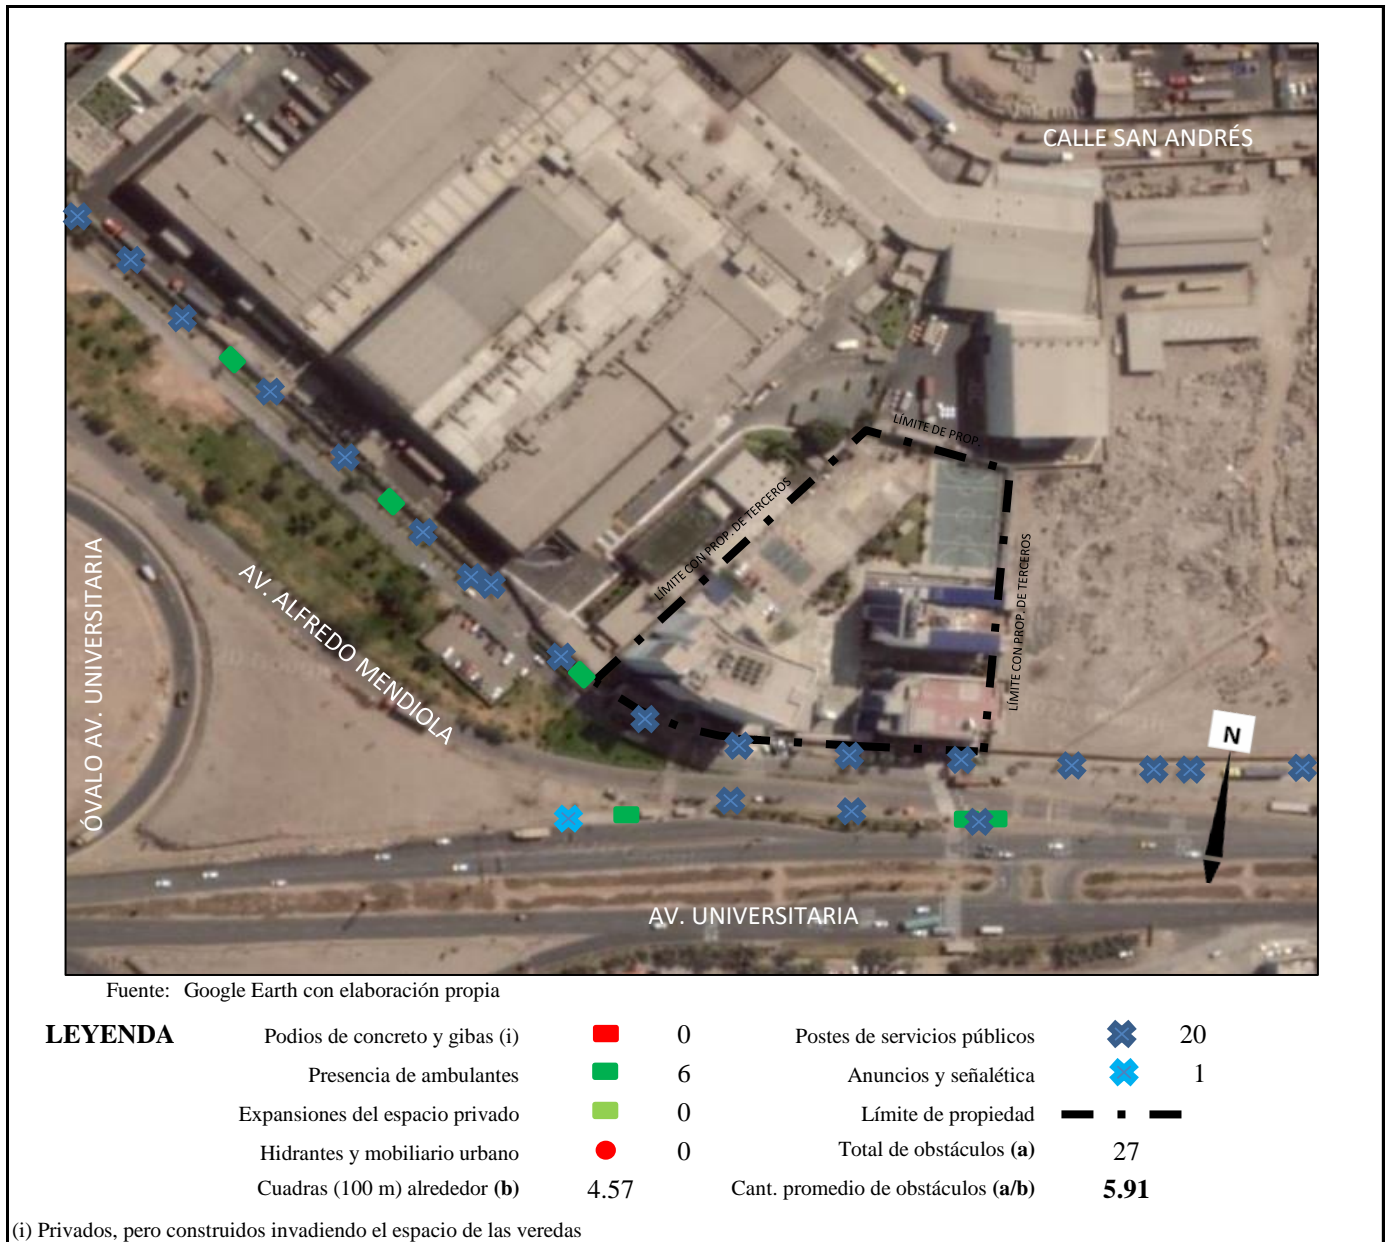 CALLE SAN ANDRÉS
LÍMITE DE PROP.
LÍMITE CON PROP. DE TERCEROS
LÍMITE CON PROP. DE TERCEROS
ÓVALO AV. UNIVERSITARIA
AV. ALFREDO MENDIOLA
N
AV. UNIVERSITARIA
Fuente: Google Earth con elaboración propia
LEYENDA
Podios de concreto y gibas (i) 0
Postes de servicios públicos 20
Presencia de ambulantes 6
Anuncios y señalética 1
Expansiones del espacio privado 0
Límite de propiedad
Hidrantes y mobiliario urbano 0
Total de obstáculos (a) 27
Cuadras (100 m) alrededor (b) 4.57
Cant. promedio de obstáculos (a/b) 5.91
(i) Privados, pero construidos invadiendo el espacio de las veredas